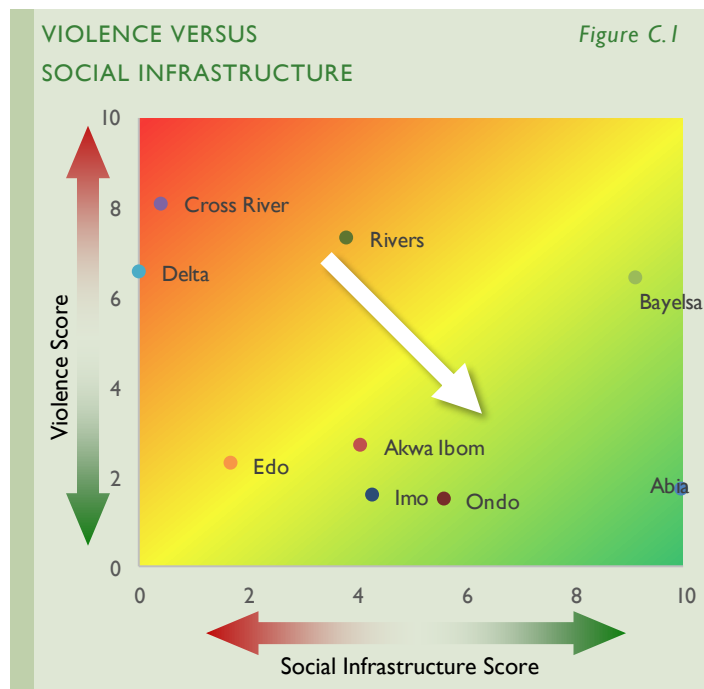 VIOLENCE VERSUS
Figure C.1
SOCIAL INFRASTRUCTURE
10
8
6
4
2
0
Violence Score
Cross River
Rivers
Delta
Bayelsa
Akwa Ibom
Edo
Abia
Imo
Ondo
0 2 4 6 8 10
Social Infrastructure Score